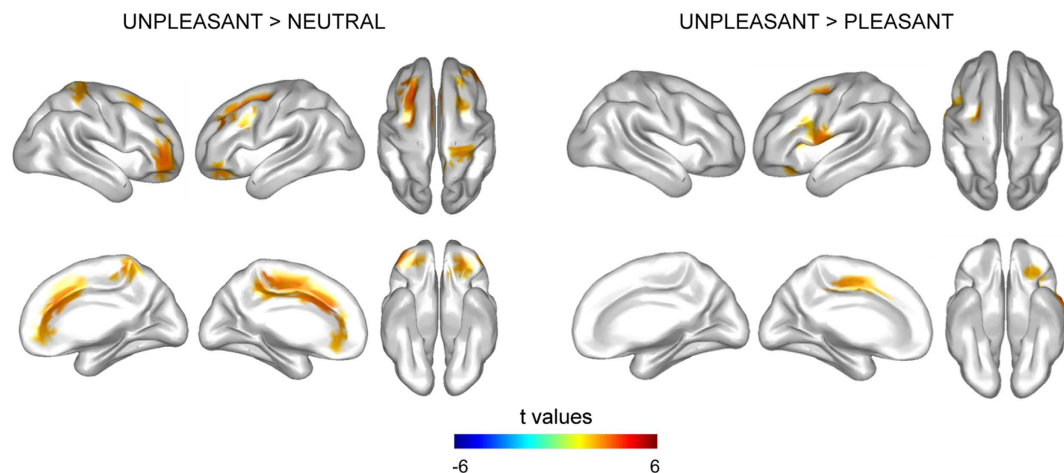 UNPLEASANT > NEUTRAL
UNPLEASANT > PLEASANT
t values
-6
6